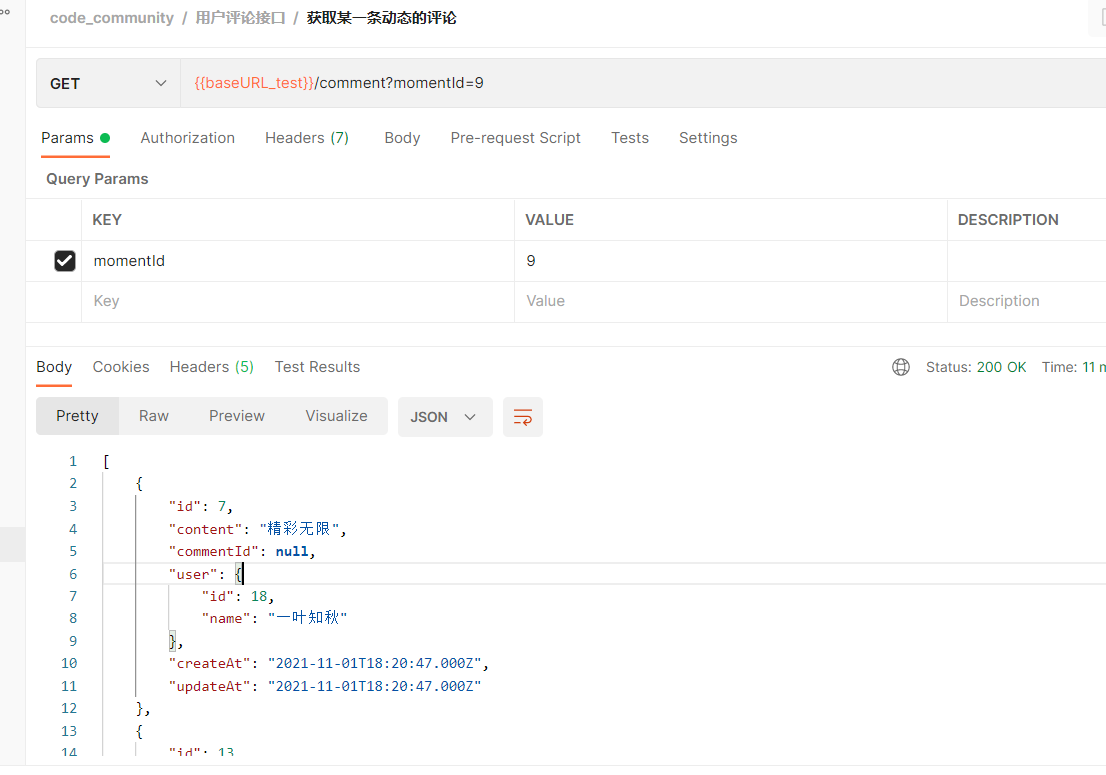 code_community / 用户评论接口 / 获取某一条动态的评论
GET {{baseURL_test}}/comment?momentId=9
Params Authorization Headers (7) Body Pre-request Script Tests Settings
Query Params
KEY VALUE DESCRIPTION
momentId 9
Key Value Description
Body Cookies Headers (5) Test Results Status: 200 OK Time: 11 m
Pretty Raw Preview Visualize JSON
1 [
2 {
3 "id": 7,
4 "content": "精彩无限",
5 "commentId": null,
6 "user": {
7 "id": 18,
8 "name": "一叶知秋"
9 },
10 "createAt": "2021-11-01T18:20:47.000Z",
11 "updateAt": "2021-11-01T18:20:47.000Z"
12 },
13 {
14 "id": 13